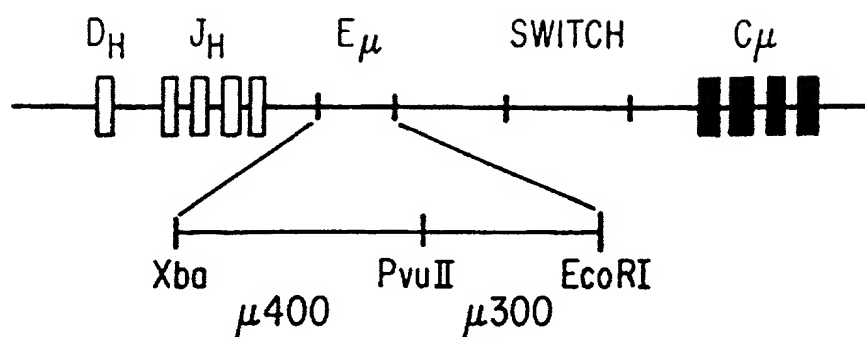 DH JH Eμ SWITCH Cμ
Xba PvuII EcoRI
μ400 μ300